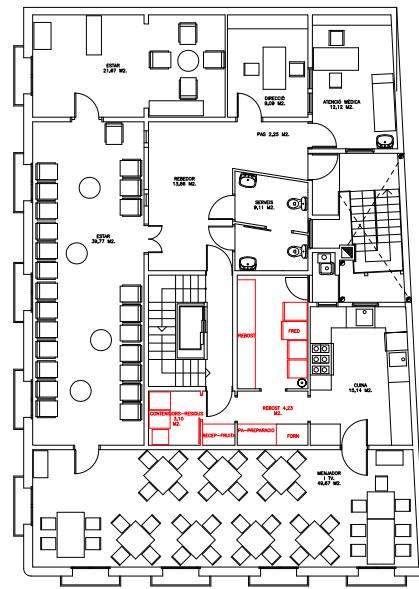 ESTAR
21,67 M2.
DIRECCIÓ
9,09 M2.
ATENCIÓ MÈDICA
12,12 M2.
PAS 2,25 M2.
REBEDOR
13,86 M2.
SERVEIS
9,11 M2.
ESTAR
39,77 M2.
REBOST
FRED
CUINA
15,14 M2.
CONTENIDORS-RESIDUS
3,10
M2.
REBOST 4,23
M2.
RECEP-FRUITA
PA-PREPARACIO
FORN
MENJADOR
I TV.
49,67 M2.